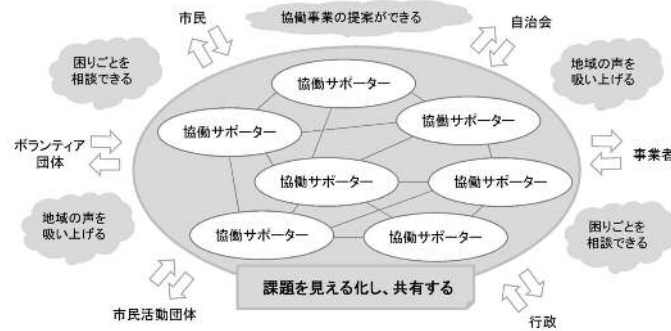 市民
協働事業の提案ができる
自治会
困りごとを
相談できる
地域の声を
吸い上げる
協働サポーター
協働サポーター
協働サポーター
ボランティア
団体
事業者
協働サポーター
協働サポーター
地域の声を
吸い上げる
困りごとを
相談できる
協働サポーター
協働サポーター
課題を見える化し、共有する
市民活動団体
行政